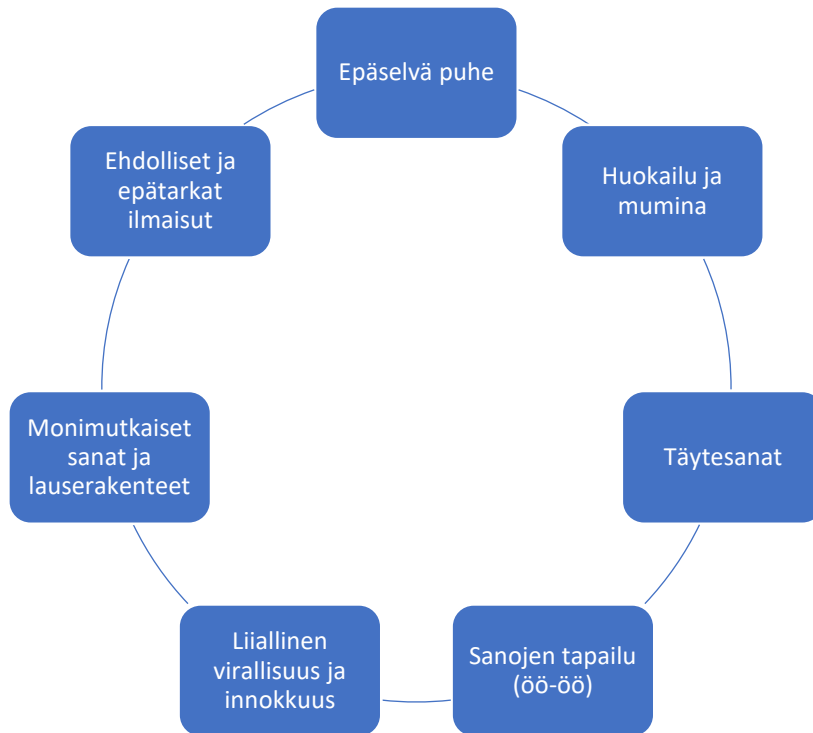 Epäselvä puhe
Huokailu ja
mumina
Täytesanat
Sanojen tapailu
(öö-öö)
Liiallinen
virallisuus ja
innokkuus
Monimutkaiset
sanat ja
lauserakenteet
Ehdolliset ja
epätarkat
ilmaisut